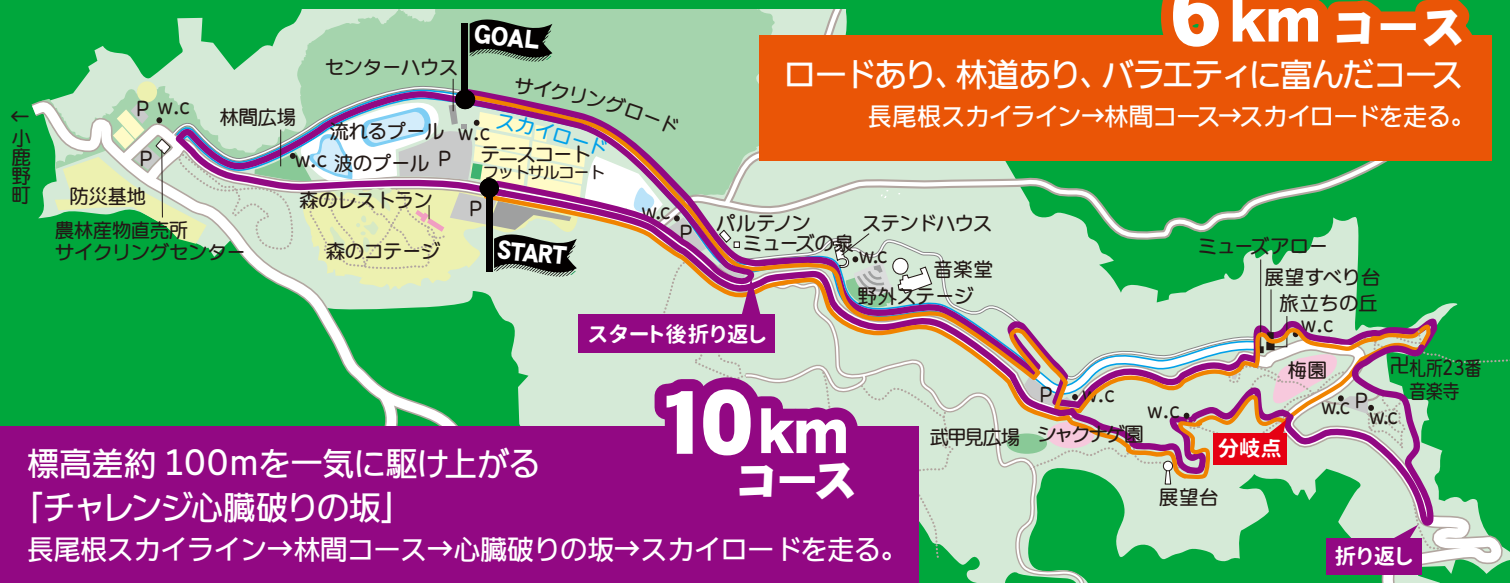 6kmコース
ロードあり、林道あり、バラエティに富んだコース
長尾根スカイライン→林間コース→スカイロードを走る。
GOAL
センターハウス
サイクリングロード
P w.c
林間広場
流れるプール
w.c
スカイロード
←小鹿野町
P
w.c
波のプール
P
テニスコート
フットサルコート
防災基地
森のレストラン
P
農林産物直売所
サイクリングセンター
森のコテージ
START
w.c
P
パルテノン
ミューズの泉
ステンドハウス
w.c
音楽堂
野外ステージ
ミューズアロー
展望すべり台
旅立ちの丘
w.c
スタート後折り返し
梅園
卍札所23番
音楽寺
P
w.c
w.c
w.c
P
w.c
武甲見広場
シャクナゲ園
分岐点
展望台
折り返し
10km
コース
標高差約 100mを一気に駆け上がる
「チャレンジ心臓破りの坂」
長尾根スカイライン→林間コース→心臓破りの坂→スカイロードを走る。